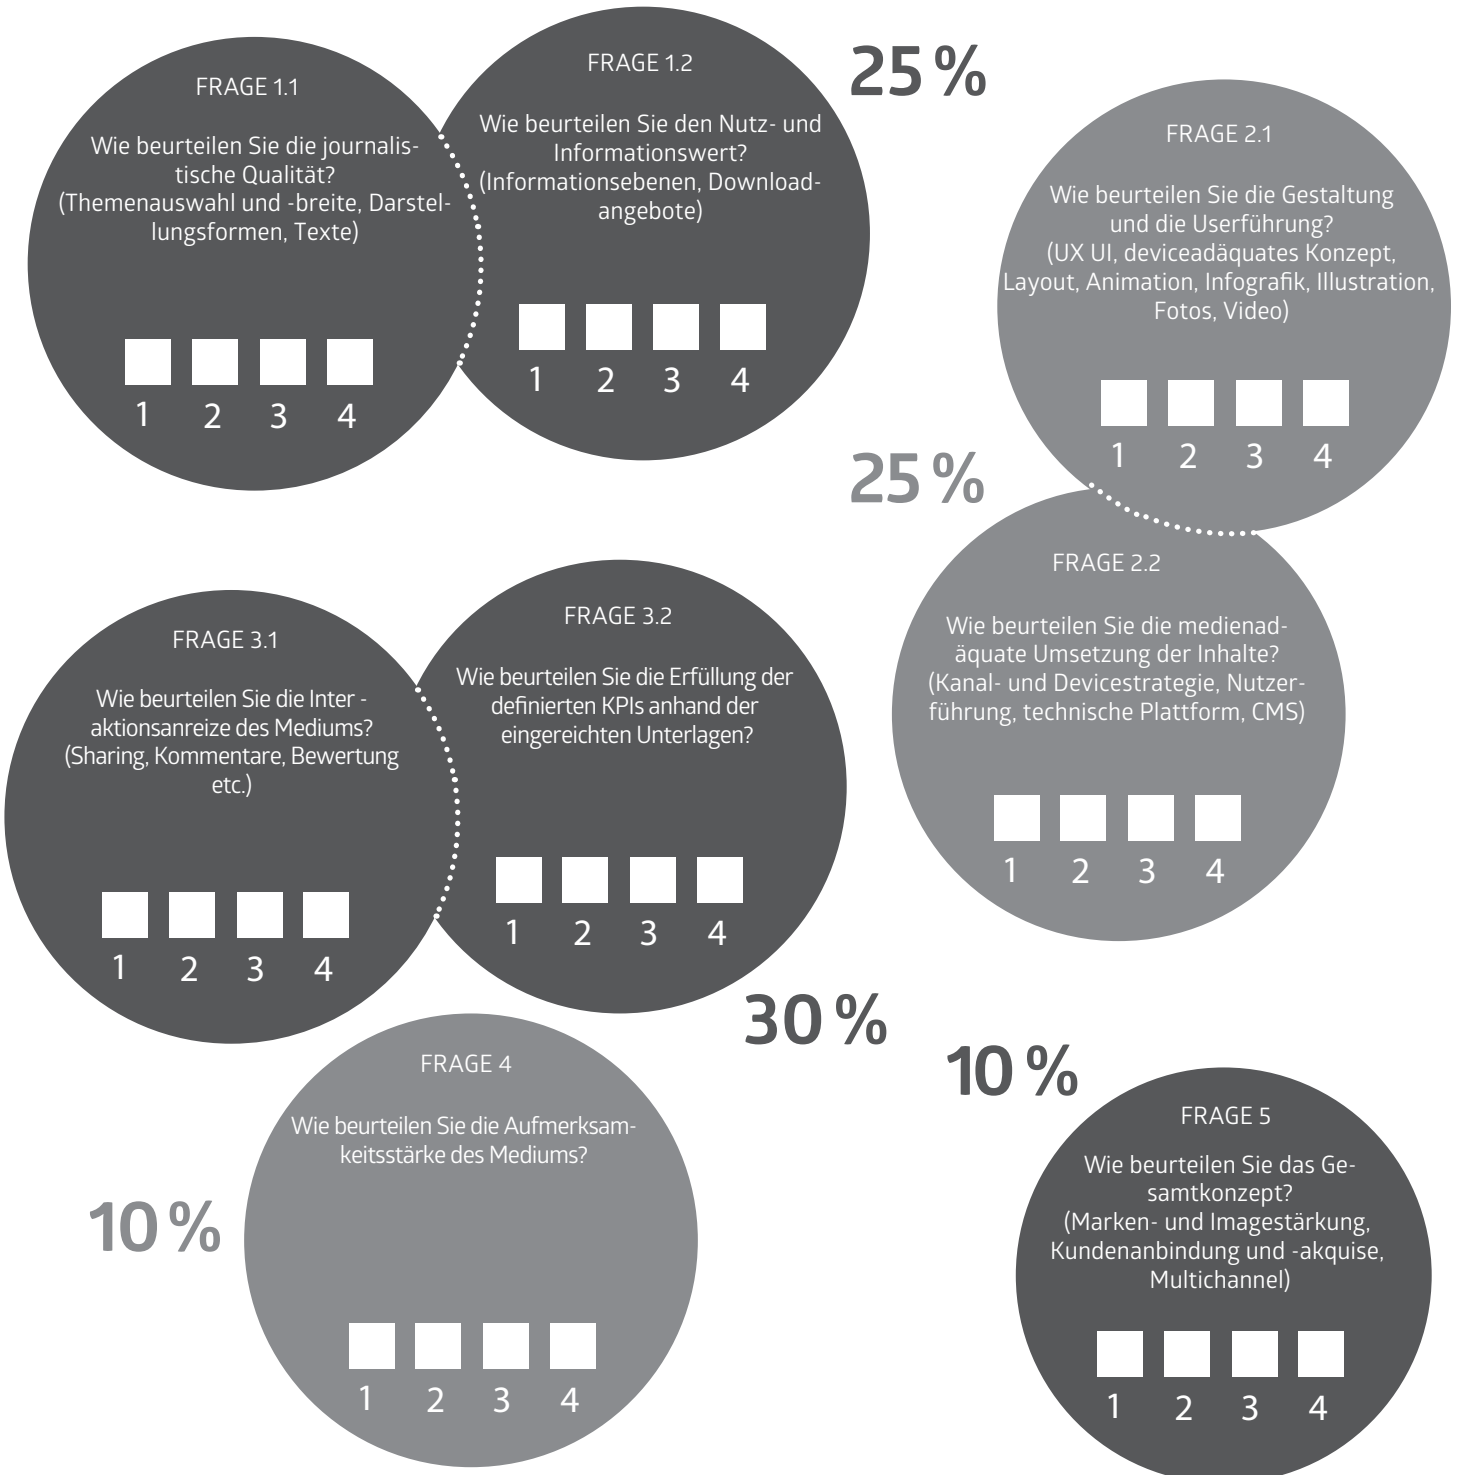 FRAGE 1.1
Wie beurteilen Sie die journalis-
tische Qualität?
(Themenauswahl und -breite, Darstel-
lungsformen, Texte)
1 2 3 4
FRAGE 1.2
Wie beurteilen Sie den Nutz- und
Informationswert?
(Informationsebenen, Download-
angebote)
1 2 3 4
25 %
FRAGE 2.1
Wie beurteilen Sie die Gestaltung
und die Userführung?
(UX UI, deviceadäquates Konzept,
Layout, Animation, Infografik, Illustration,
Fotos, Video)
1 2 3 4
25 %
FRAGE 2.2
Wie beurteilen Sie die medienad-
äquate Umsetzung der Inhalte?
(Kanal- und Devicestrategie, Nutzer-
führung, technische Plattform, CMS)
1 2 3 4
FRAGE 3.1
Wie beurteilen Sie die Inter -
aktionsanreize des Mediums?
(Sharing, Kommentare, Bewertung
etc.)
1 2 3 4
FRAGE 3.2
Wie beurteilen Sie die Erfüllung der
definierten KPIs anhand der
eingereichten Unterlagen?
1 2 3 4
30 %
FRAGE 4
Wie beurteilen Sie die Aufmerksam-
keitsstärke des Mediums?
1 2 3 4
10 %
10 %
FRAGE 5
Wie beurteilen Sie das Ge-
samtkonzept?
(Marken- und Imagestärkung,
Kundenanbindung und -akquise,
Multichannel)
1 2 3 4